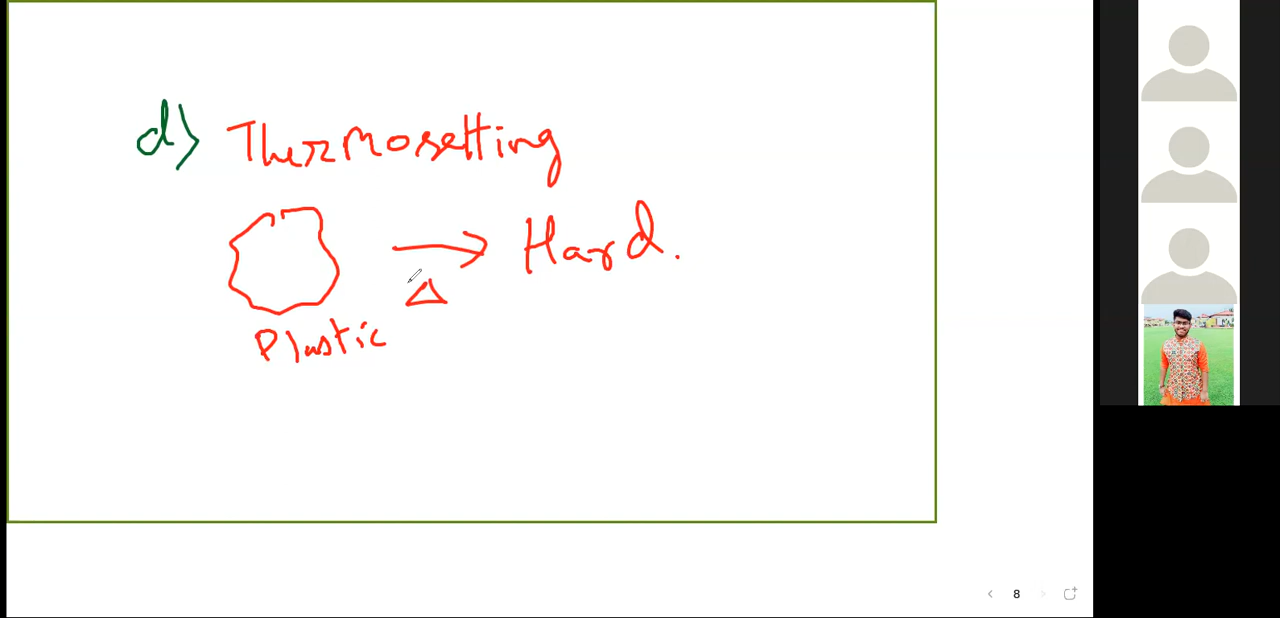 d) Thermosetting
→ Hard.
Δ
Plastic
8